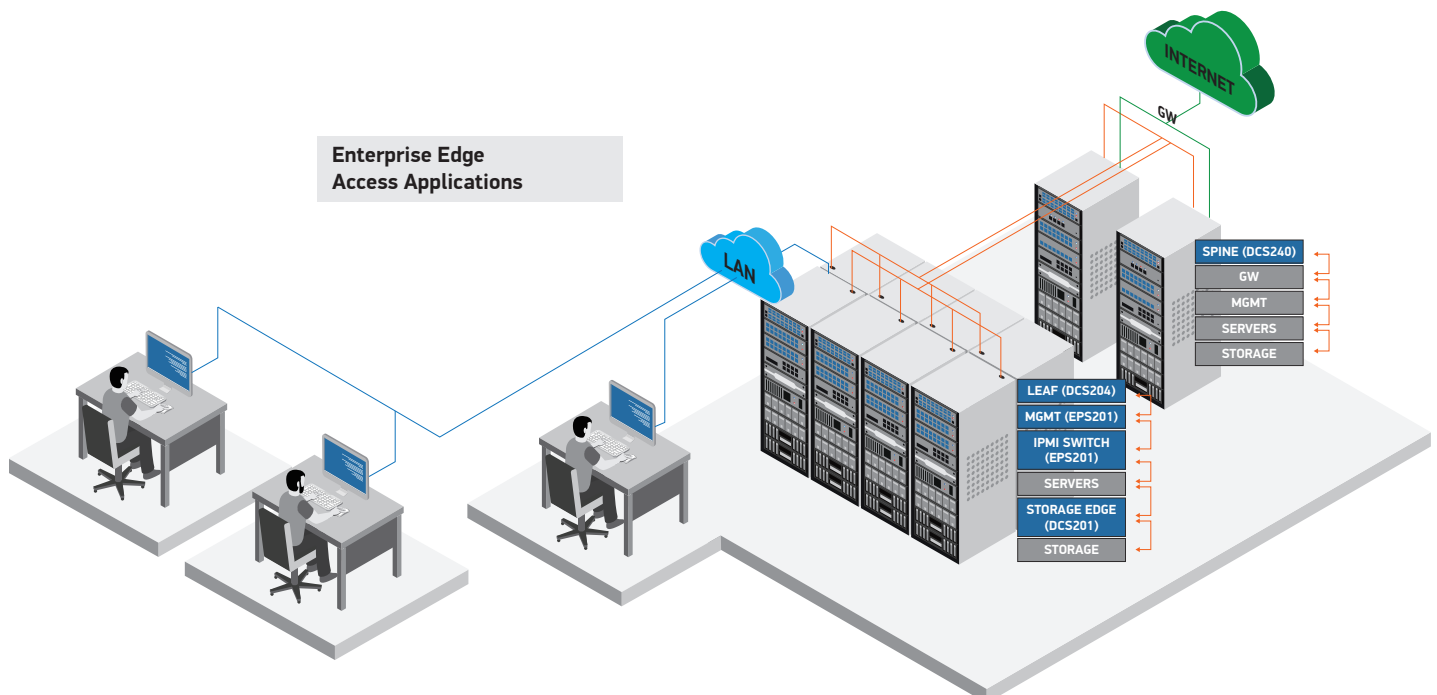 Enterprise Edge
Access Applications
INTERNET
GW
LAN
SPINE (DCS240)
GW
MGMT
SERVERS
STORAGE
LEAF (DCS204)
MGMT (EPS201)
IPMI SWITCH
(EPS201)
SERVERS
STORAGE EDGE
(DCS201)
STORAGE